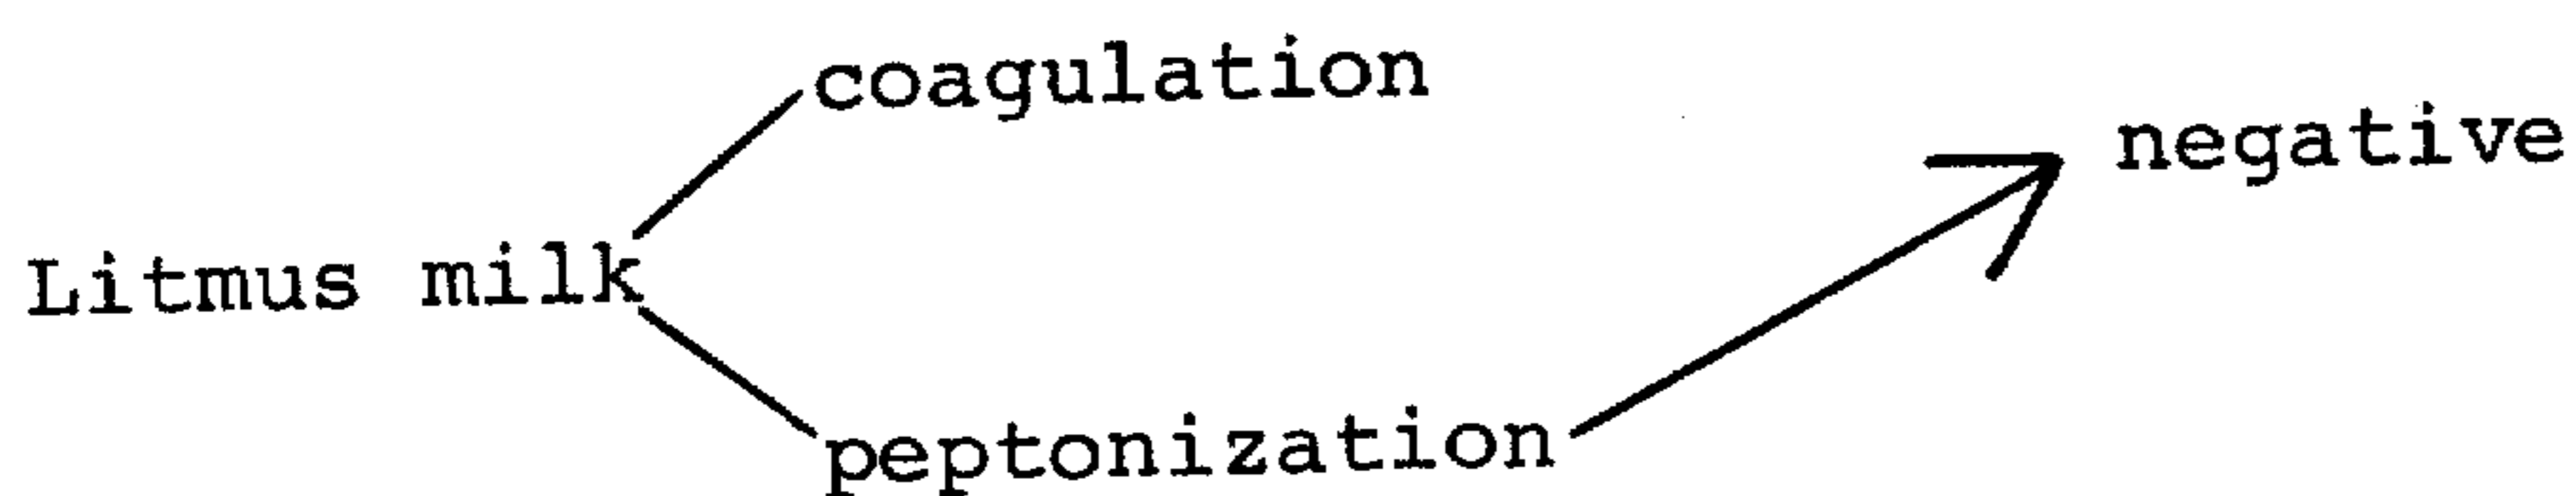 coagulation
negative
Litmus milk
peptonization